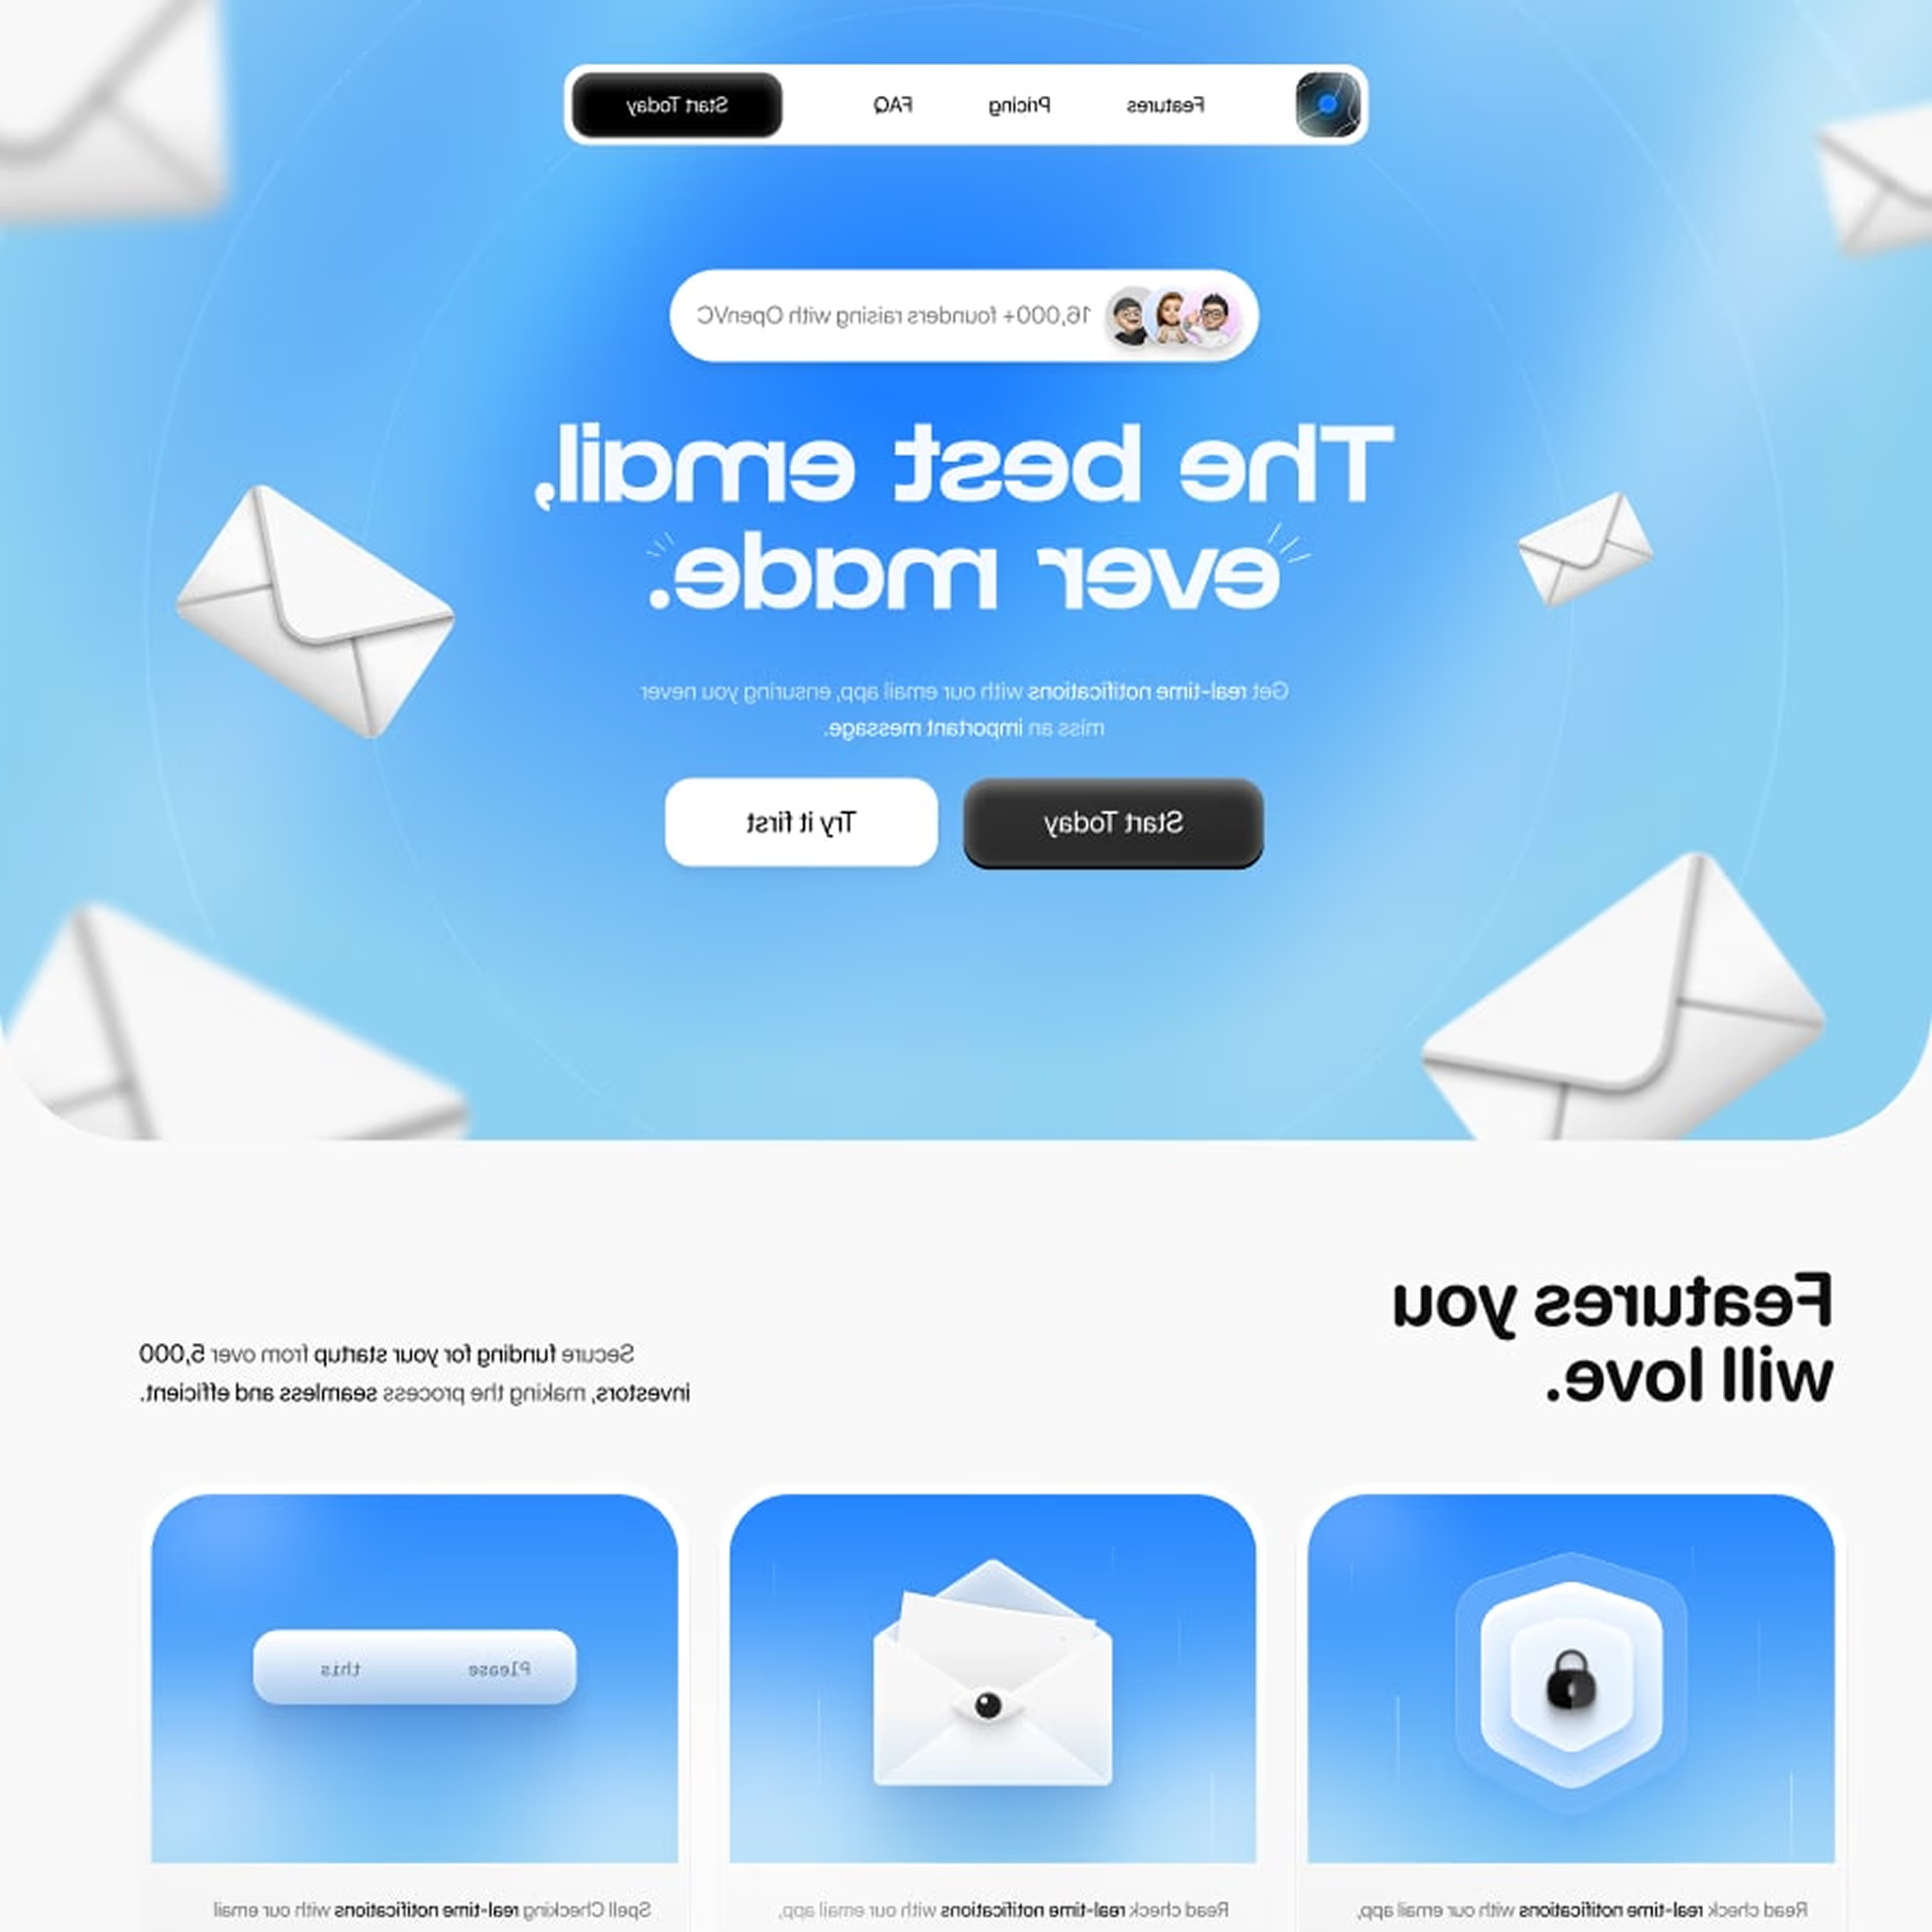 Features
Pricing
FAQ
Start Today
16,000+ founders raising with OpenVC
The best email,
ever made.
Get real-time notifications with our email app, ensuring you never
miss an important message.
Start Today
Try it first
Features you
will love.
Secure funding for your startup from over 5,000
investors, making the process seamless and efficient.
Please this
Read check real-time notifications with our email app,
Read check real-time notifications with our email app,
Spell Checking real-time notifications with our email